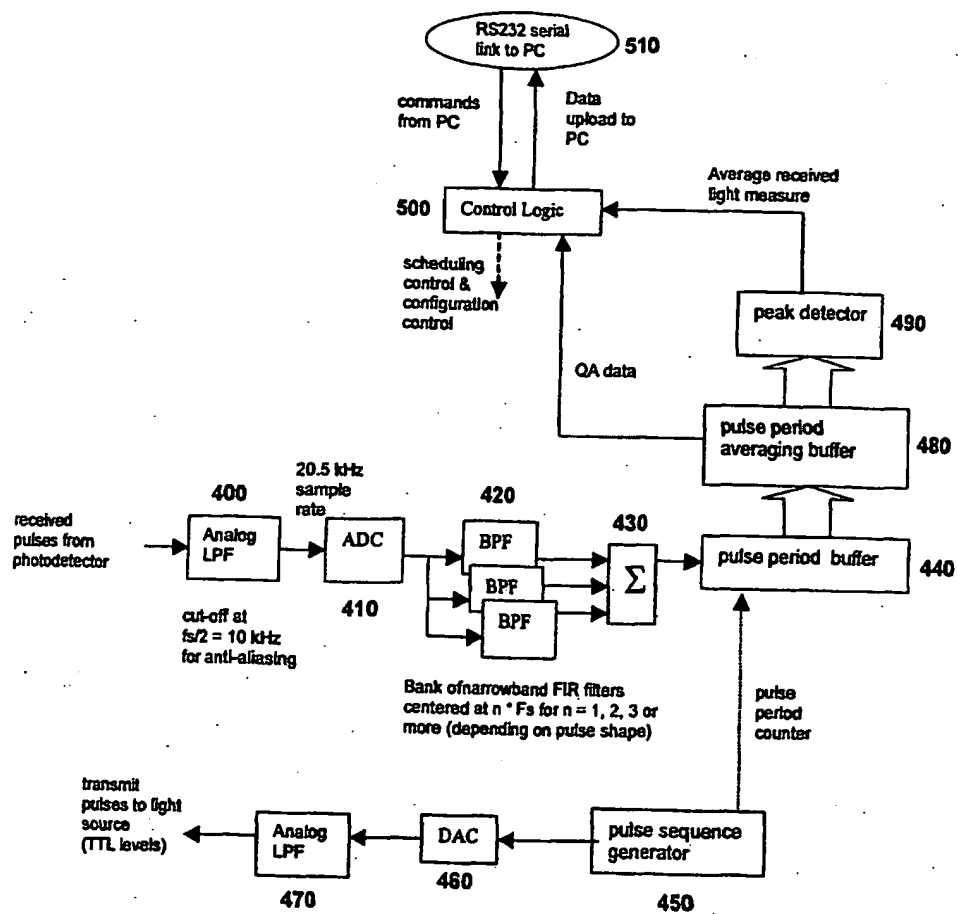 RS232 serial
link to PC
510
commands
from PC
Data
upload to
PC
Average received
light measure
500
Control Logic
scheduling
control &
configuration
control
peak detector
490
QA data
pulse period
averaging buffer
480
20.5 kHz
sample
rate
400
420
430
received
pulses from
photodetector
Analog
LPF
ADC
BPF
BPF
BPF
Σ
pulse period buffer
440
410
cut-off at
fs/2 = 10 kHz
for anti-aliasing
Bank ofnarrowband FIR filters
centered at n * Fs for n = 1, 2, 3 or
more (depending on pulse shape)
pulse
period
counter
transmit
pulses to light
source
(TTL levels)
Analog
LPF
DAC
pulse sequence
generator
470
460
450